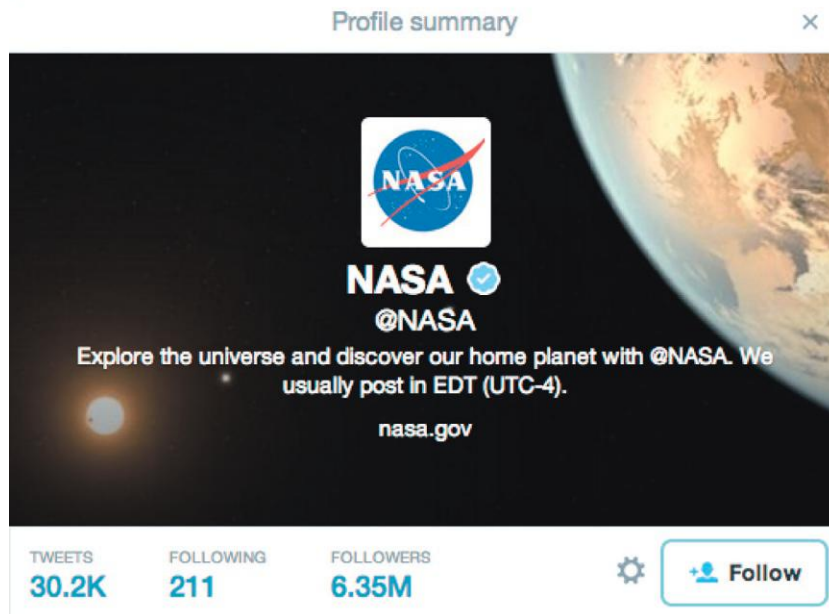 Profile summary
×
NASA
NASA
@NASA
Explore the universe and discover our home planet with @NASA. We
usually post in EDT (UTC-4).
nasa.gov
TWEETS FOLLOWING FOLLOWERS
30.2K 211 6.35M
Follow